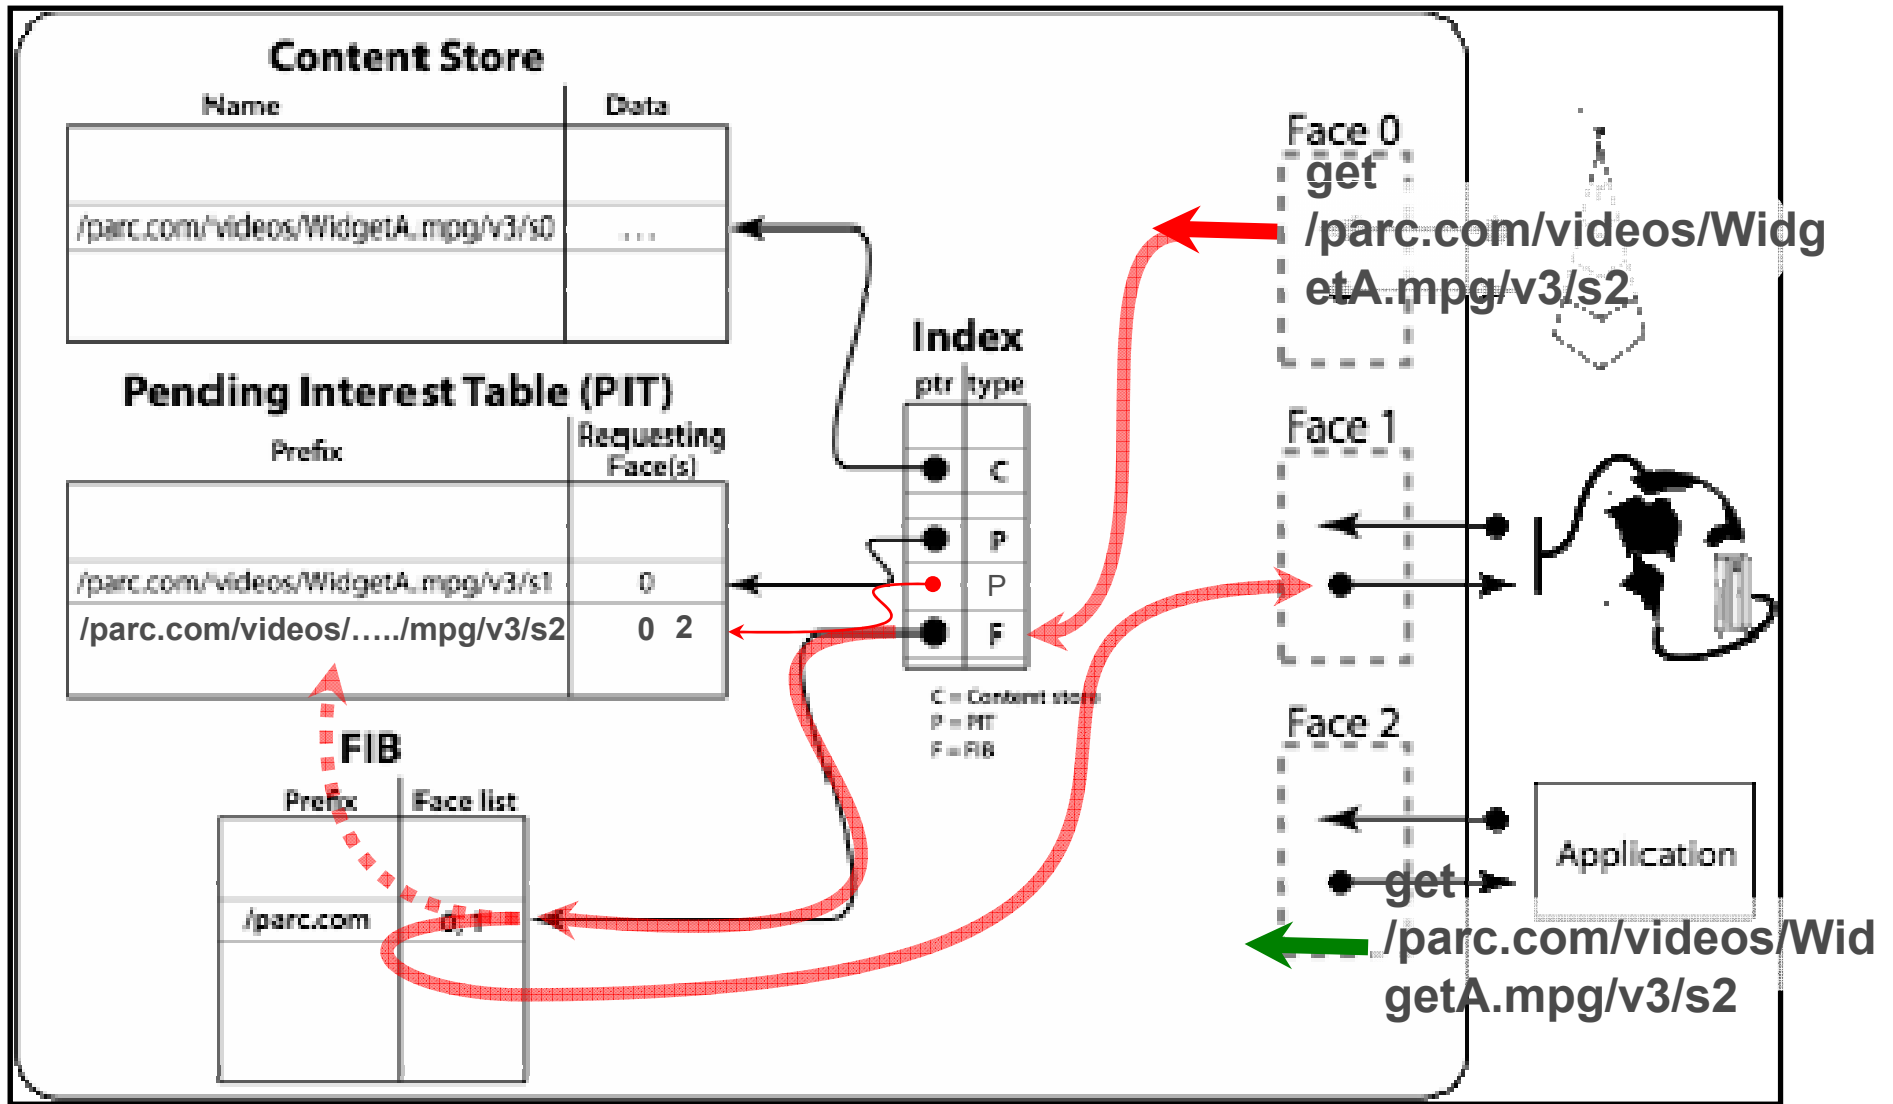 Content Store
Name
Data
/parc.com/videos/WidgetA.mpg/v3/s0
...
Pending Interest Table (PIT)
Prefix
Requesting
Face(s)
/parc.com/videos/WidgetA.mpg/v3/s1
0
/parc.com/videos/...../mpg/v3/s2
0 2
FIB
Prefix
Face list
/parc.com
Index
ptr
type
C
P
P
F
C = Content store
P = PIT
F = FIB
Face 0
get
/parc.com/videos/Widg
etA.mpg/v3/s2
Face 1
Face 2
Application
get
/parc.com/videos/Wid
getA.mpg/v3/s2